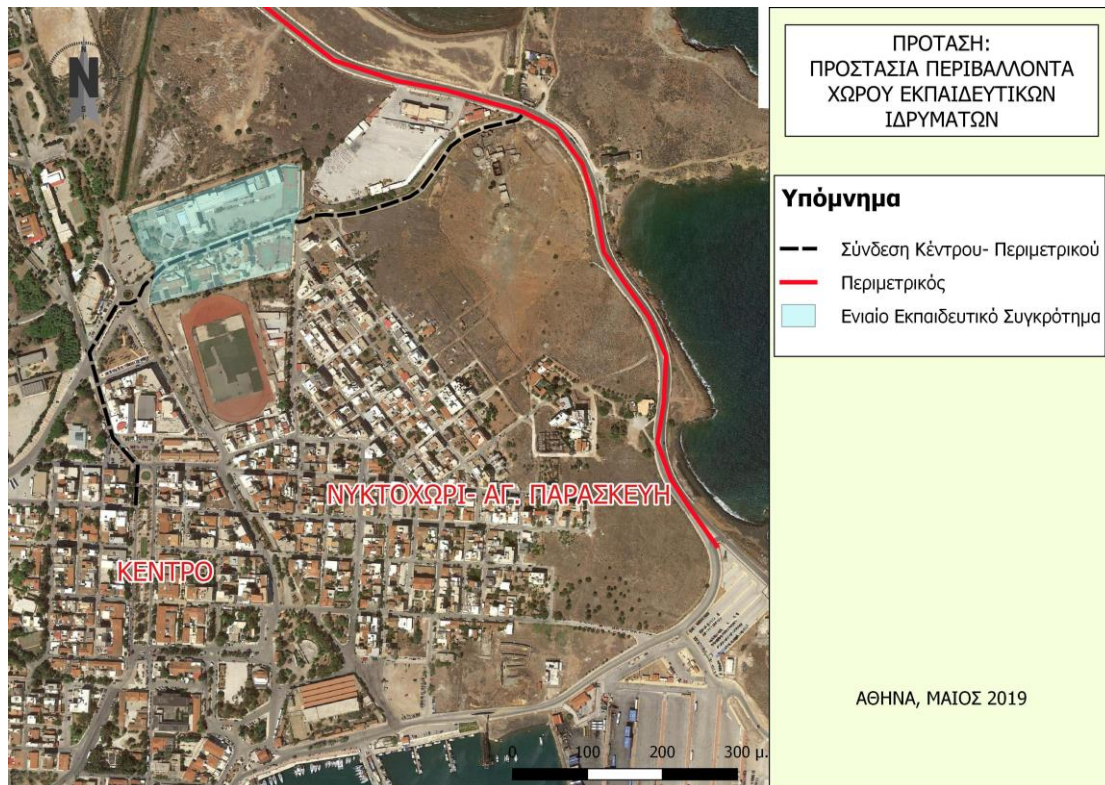 N
ΠΡΟΤΑΣΗ:
ΠΡΟΣΤΑΣΙΑ ΠΕΡΙΒΑΛΛΟΝΤΑ
ΧΩΡΟΥ ΕΚΠΑΙΔΕΥΤΙΚΩΝ
ΙΔΡΥΜΑΤΩΝ
Υπόμνημα
Σύνδεση Κέντρου- Περιμετρικού
Περιμετρικός
Ενιαίο Εκπαιδευτικό Συγκρότημα
ΝΥΚΤΟΧΩΡΙ- ΑΓ. ΠΑΡΑΣΚΕΥΗ
ΚΕΝΤΡΟ
ΑΘΗΝΑ, ΜΑΙΟΣ 2019
0 100 200 300 μ.